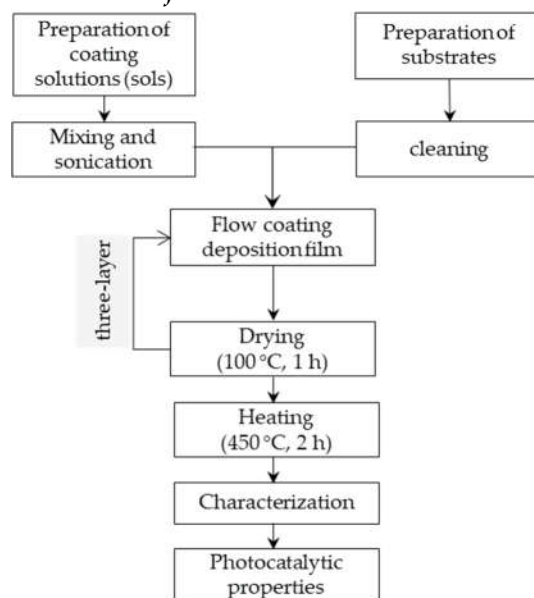 Preparation of
coating
solutions (sols)
Preparation of
substrates
Mixing and
sonication
cleaning
Flow coating
deposition film
three-layer
Drying
(100 °C, 1 h)
Heating
(450 °C, 2 h)
Characterization
Photocatalytic
properties